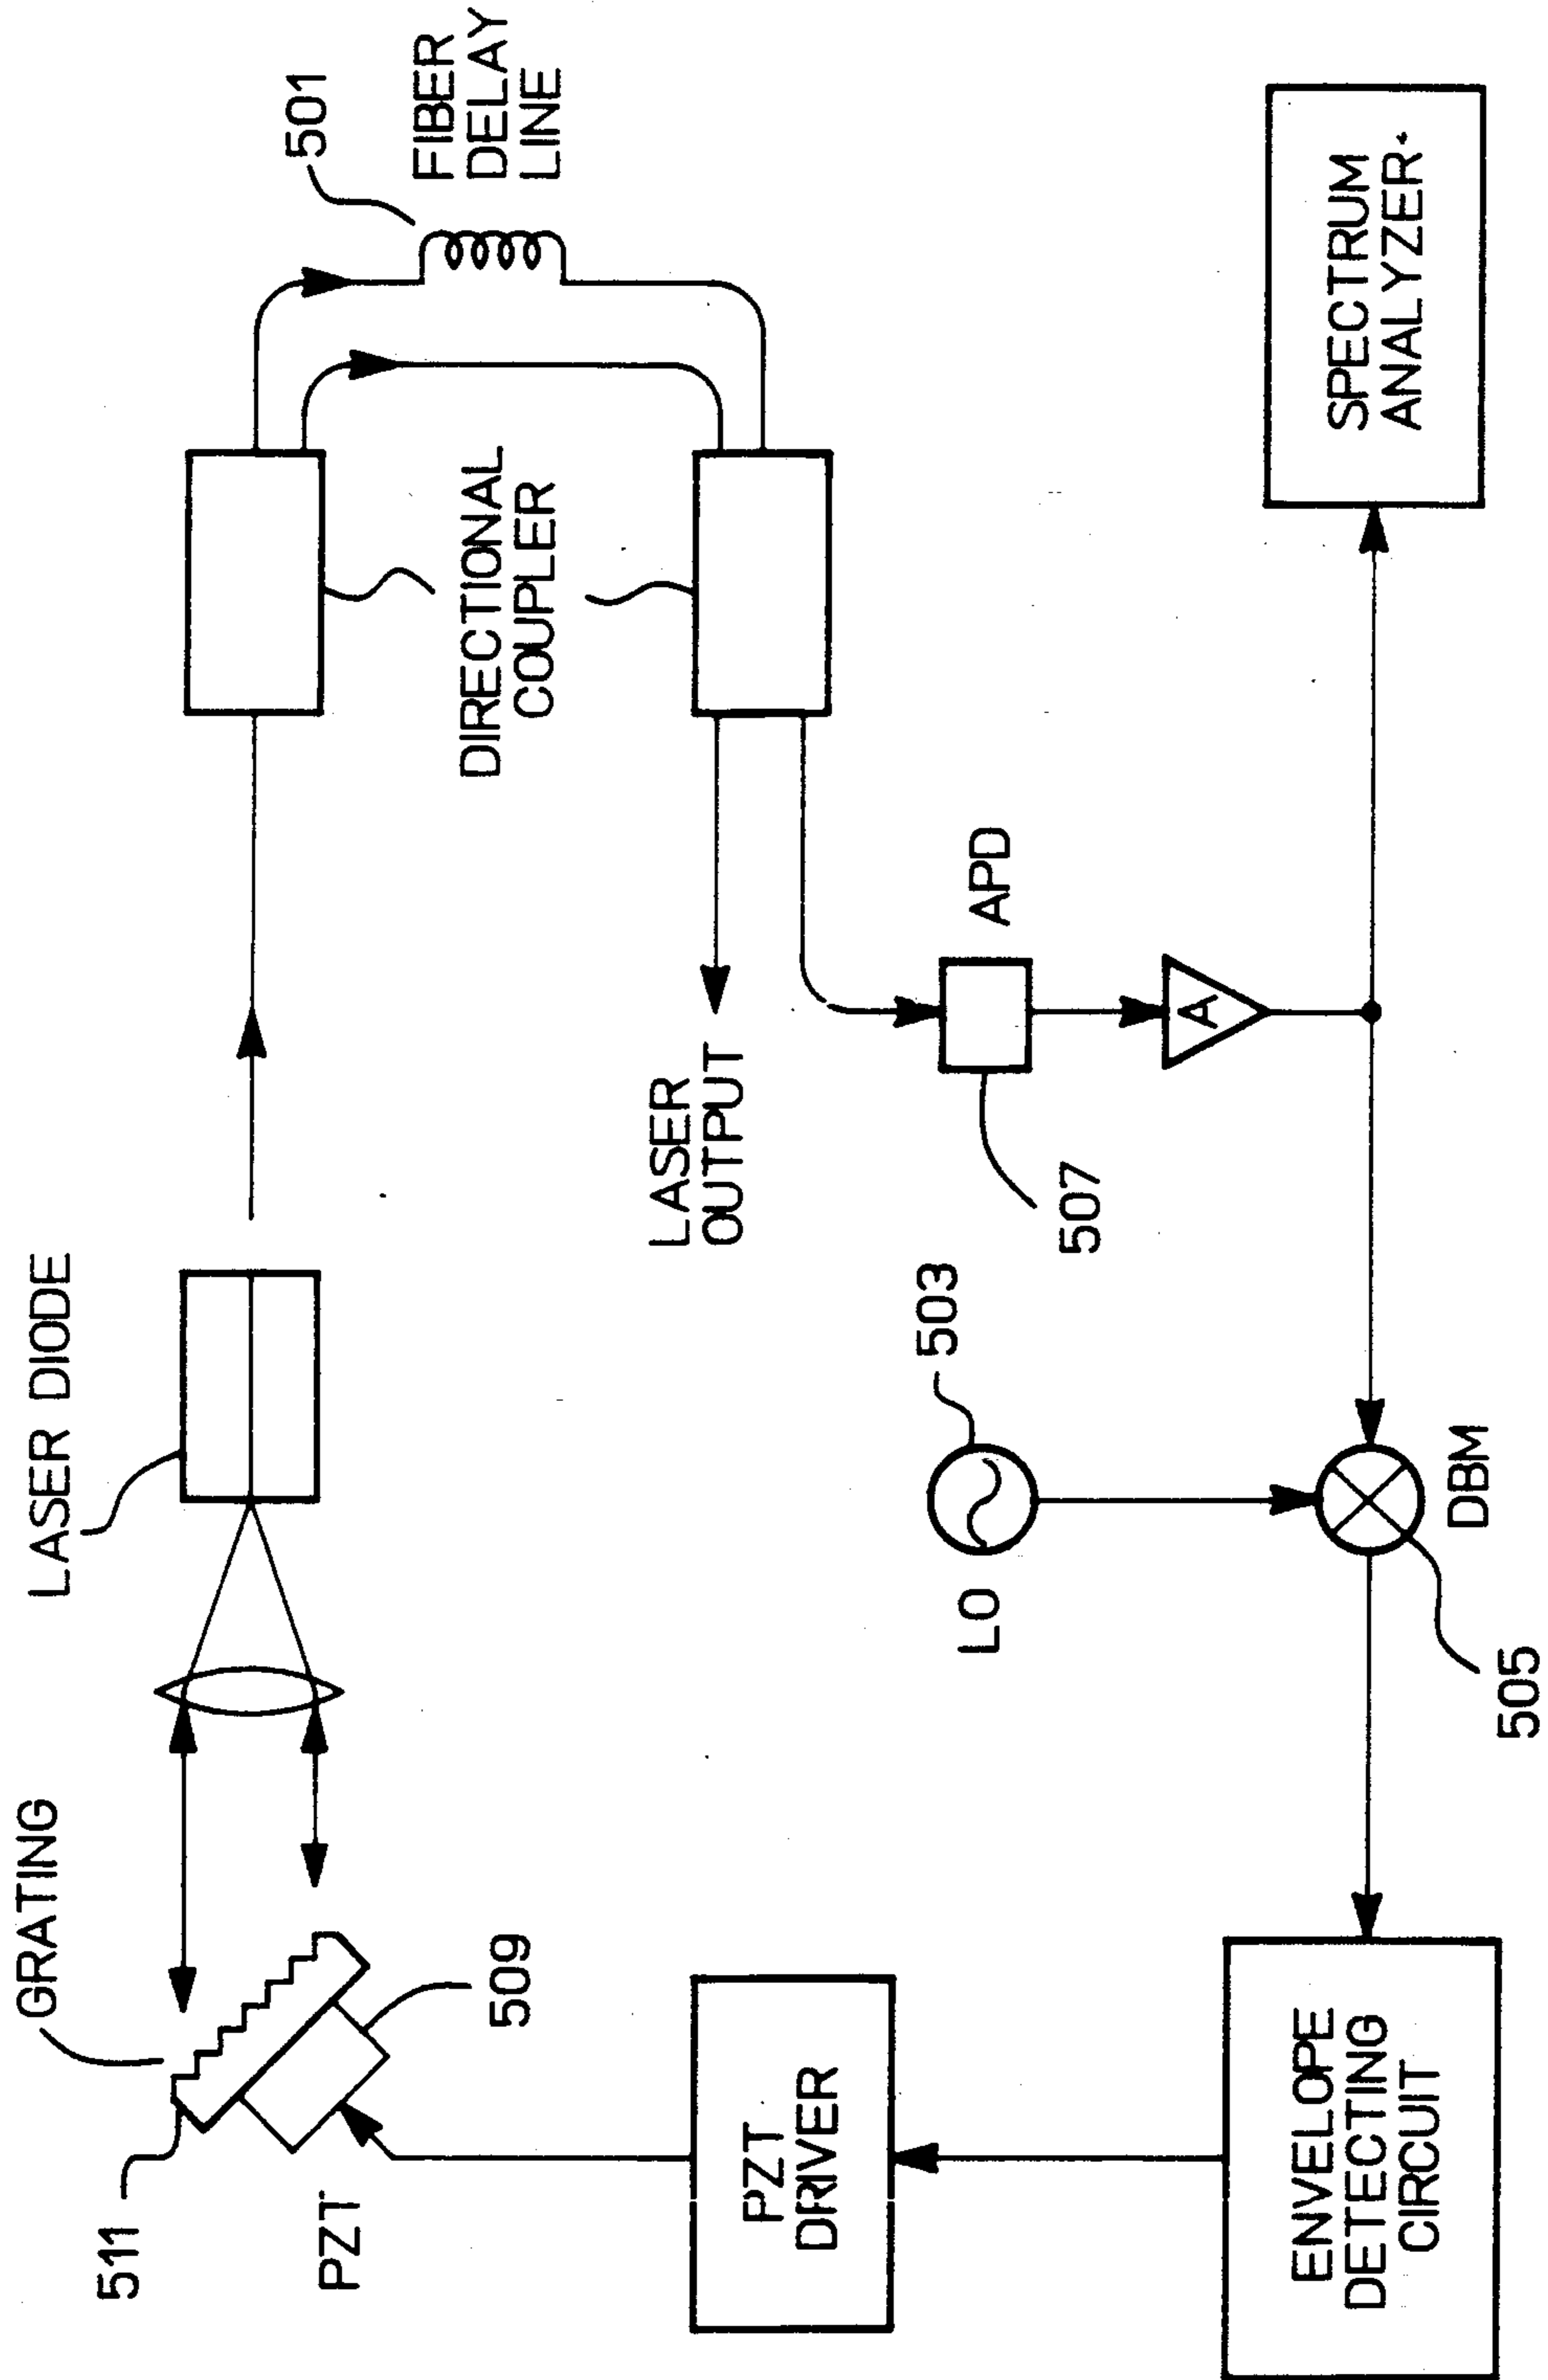 GRATING
LASER DIODE
511
PZT
509
DIRECTIONAL
COUPLER
501
FIBER
DELAY
LINE
LASER
OUTPUT
PZT
DRIVER
LO
503
507
APD
A
ENVELOPE
DETECTING
CIRCUIT
505
DBM
SPECTRUM
ANALYZER